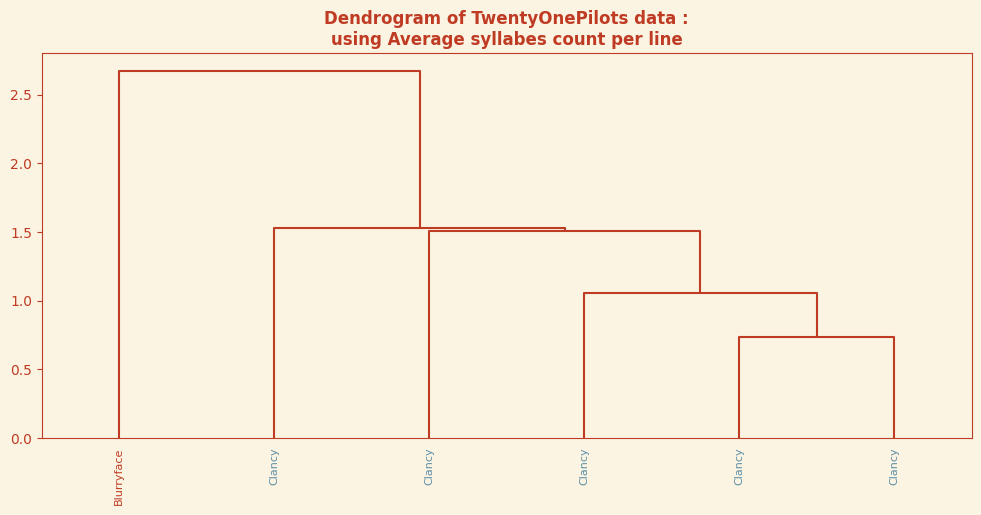 Dendrogram of TwentyOnePilots data :
using Average syllabes count per line
2.5
2.0
1.5
1.0
0.5
0.0
Blurryface
Clancy
Clancy
Clancy
Clancy
Clancy